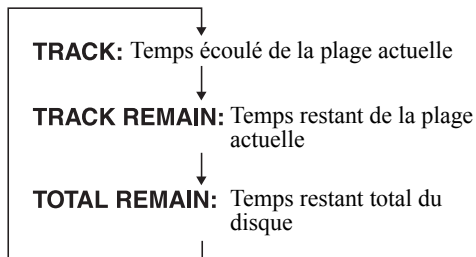 TRACK: Temps écoulé de la plage actuelle
TRACK REMAIN: Temps restant de la plage
actuelle
TOTAL REMAIN: Temps restant total du
disque